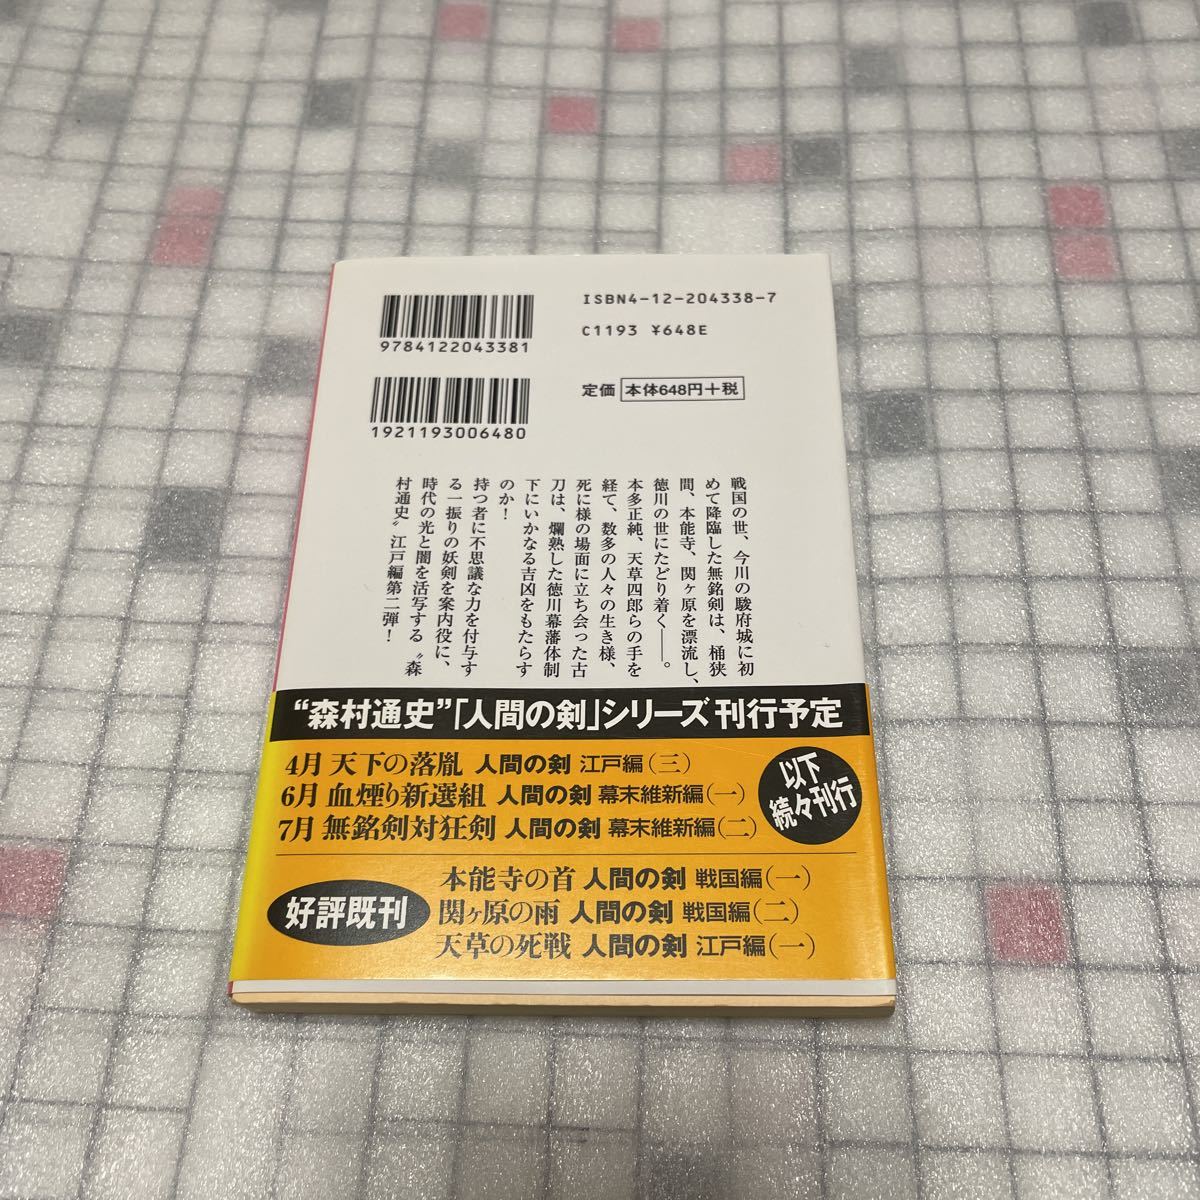 ISBN4-12-204338-7
9784122043381
C1193 ¥648E
定価 本体648円+税
1921193006480
戦国の世、今川の駿府城に初
めて降臨した無銘剣は、桶狭
間、本能寺、関ヶ原を漂流し、
徳川の世にたどり着く――。
本多正純、天草四郎らの手を
経て、数多の人々の生き様、
死に様の場面に立ち会った古
刀は、爛熟した徳川幕藩体制
下にいかなる吉凶をもたらす
のか！
持つ者に不思議な力を付与す
る一振りの妖剣を案内役に、
時代の光と闇を活写する〝森
村通史〟江戸編第二弾！
“森村通史”「人間の剣」シリーズ刊行予定
4月 天下の落胤 人間の剣 江戸編（三）
6月 血煙り新選組 人間の剣 幕末維新編（一）
7月 無銘剣対狂剣 人間の剣 幕末維新編（二）
以下
続々刊行
好評既刊
本能寺の首 人間の剣 戦国編（一）
関ヶ原の雨 人間の剣 戦国編（二）
天草の死戦 人間の剣 江戸編（一）